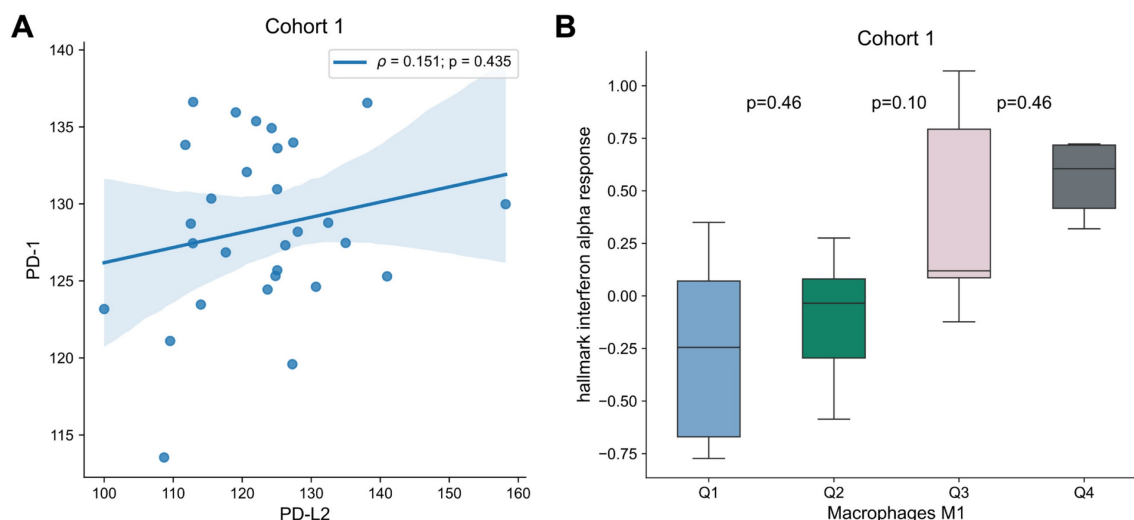 A
Cohort 1
ρ = 0.151; p = 0.435
140
135
130
125
120
115
PD-1
100 110 120 130 140 150 160
PD-L2
B
Cohort 1
p=0.46 p=0.10 p=0.46
1.00
0.75
0.50
0.25
0.00
−0.25
−0.50
−0.75
hallmark interferon alpha response
Q1 Q2 Q3 Q4
Macrophages M1